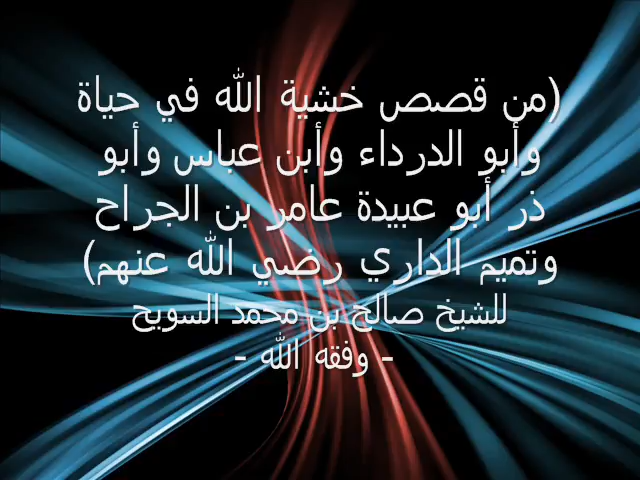 (من قصص خشية الله في حياة
وأبو الدرداء وأبن عباس وأبو
ذر أبو عبيدة عامر بن الجراح
وتميم الداري رضي الله عنهم)
للشيخ صالح بن محمد السويح
- وفقه الله -